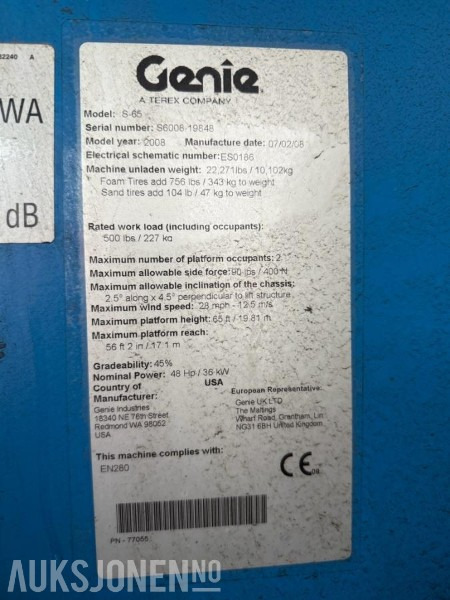 82240 A
WA
dB
Genie
A TEREX COMPANY
Model: S-65
Serial number: S6008-19848
Model year: 2008 Manufacture date: 07/02/08
Electrical schematic number: ES0186
Machine unladen weight: 22,271lbs / 10,102kg
Foam Tires add 756 lbs / 343 kg to weight
Sand tires add 104 lb / 47 kg to weight
Rated work load (including occupants):
500 lbs / 227 kg
Maximum number of platform occupants: 2
Maximum allowable side force: 90 lbs / 400 N
Maximum allowable inclination of the chassis:
2.5° along x 4.5° perpendicular to lift structure
Maximum wind speed: 28 mph - 12.5 m/s
Maximum platform height: 65 ft / 19.81 m
Maximum platform reach:
56 ft 2 in / 17.1 m
Gradeability: 45%
Nominal Power: 48 Hp / 36 kW
Country of USA
Manufacturer:
Genie Industries
18340 NE 76th Street
Redmond WA 98052
USA
European Representative:
Genie UK LTD
The Maltings
Wharf Road, Grantham, Lin
NG31 6BH United Kingdom
This machine complies with:
EN280
CE
PN - 77055
AUKSJONEN.NO